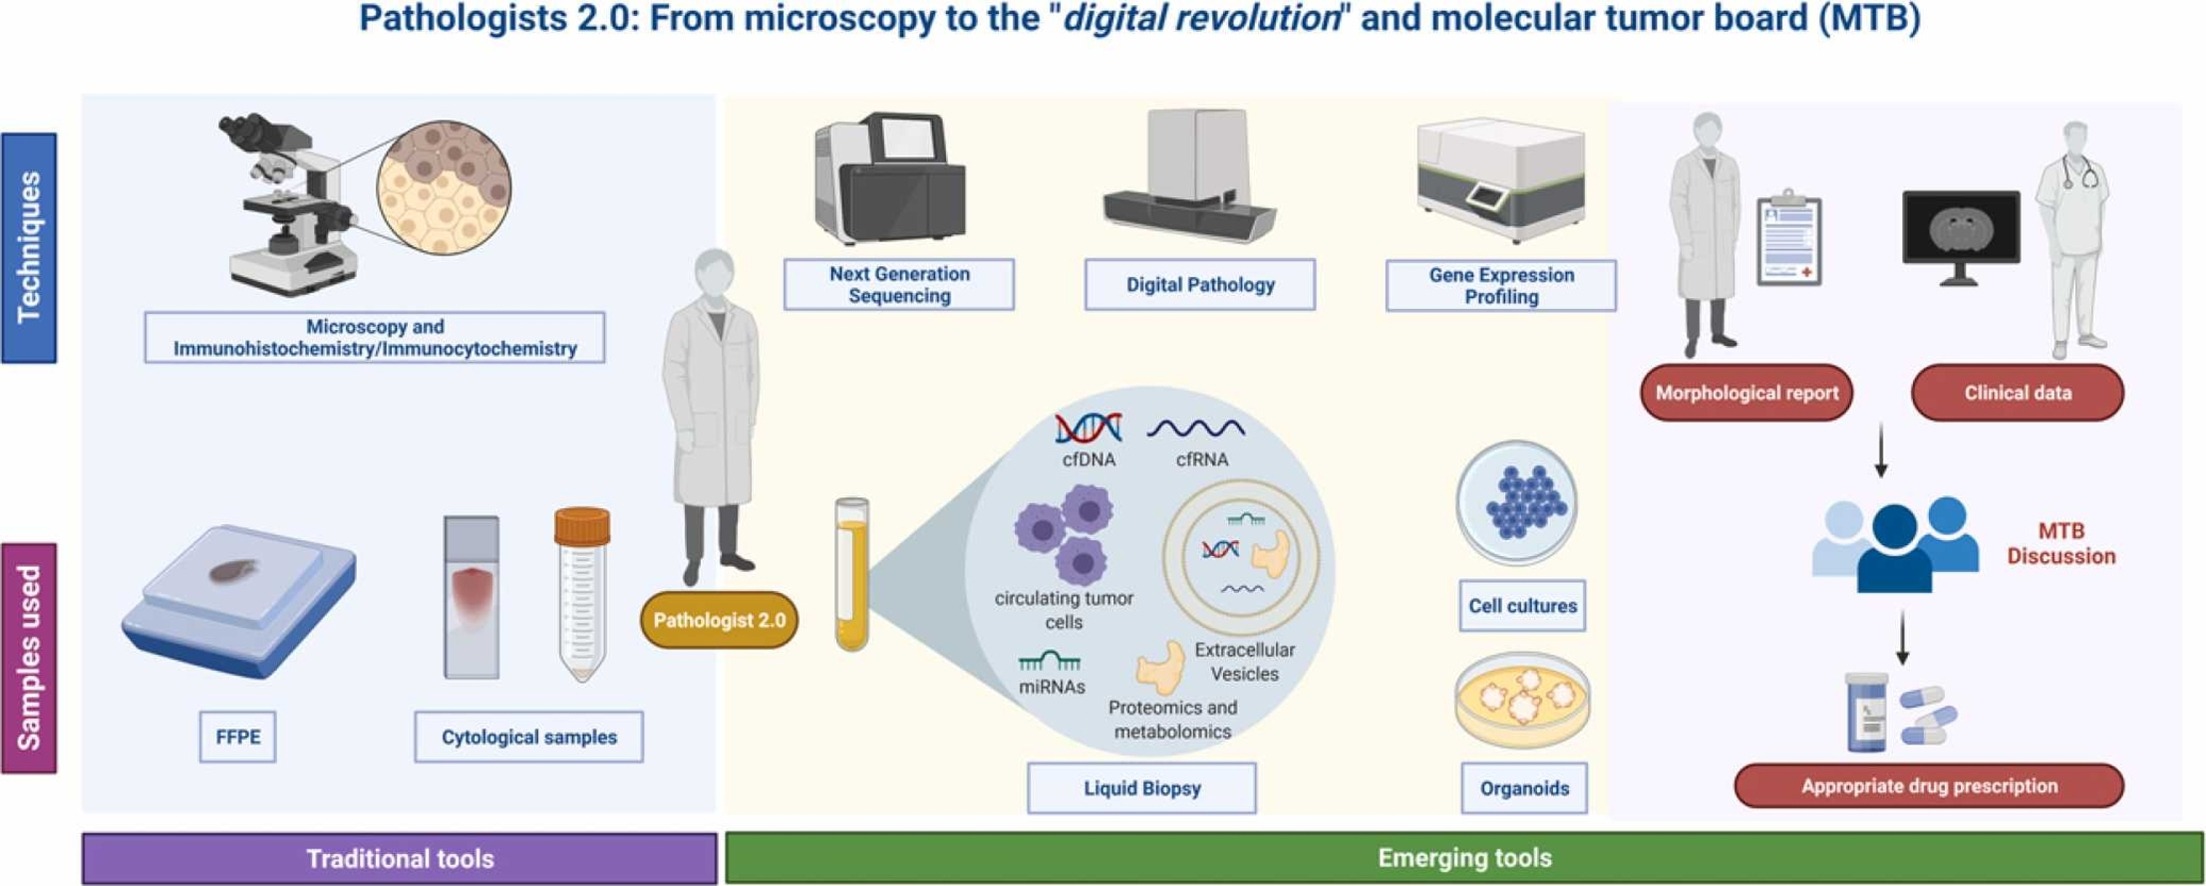 Pathologists 2.0: From microscopy to the "digital revolution" and molecular tumor board (MTB)
Techniques
Microscopy and
Immunohistochemistry/Immunocytochemistry
Next Generation
Sequencing
Digital Pathology
Gene Expression
Profiling
Morphological report
Clinical data
Samples used
FFPE
Cytological samples
Pathologist 2.0
cfDNA
cfRNA
circulating tumor
cells
Extracellular
Vesicles
miRNAs
Proteomics and
metabolomics
Liquid Biopsy
Cell cultures
Organoids
MTB
Discussion
Appropriate drug prescription
Traditional tools
Emerging tools